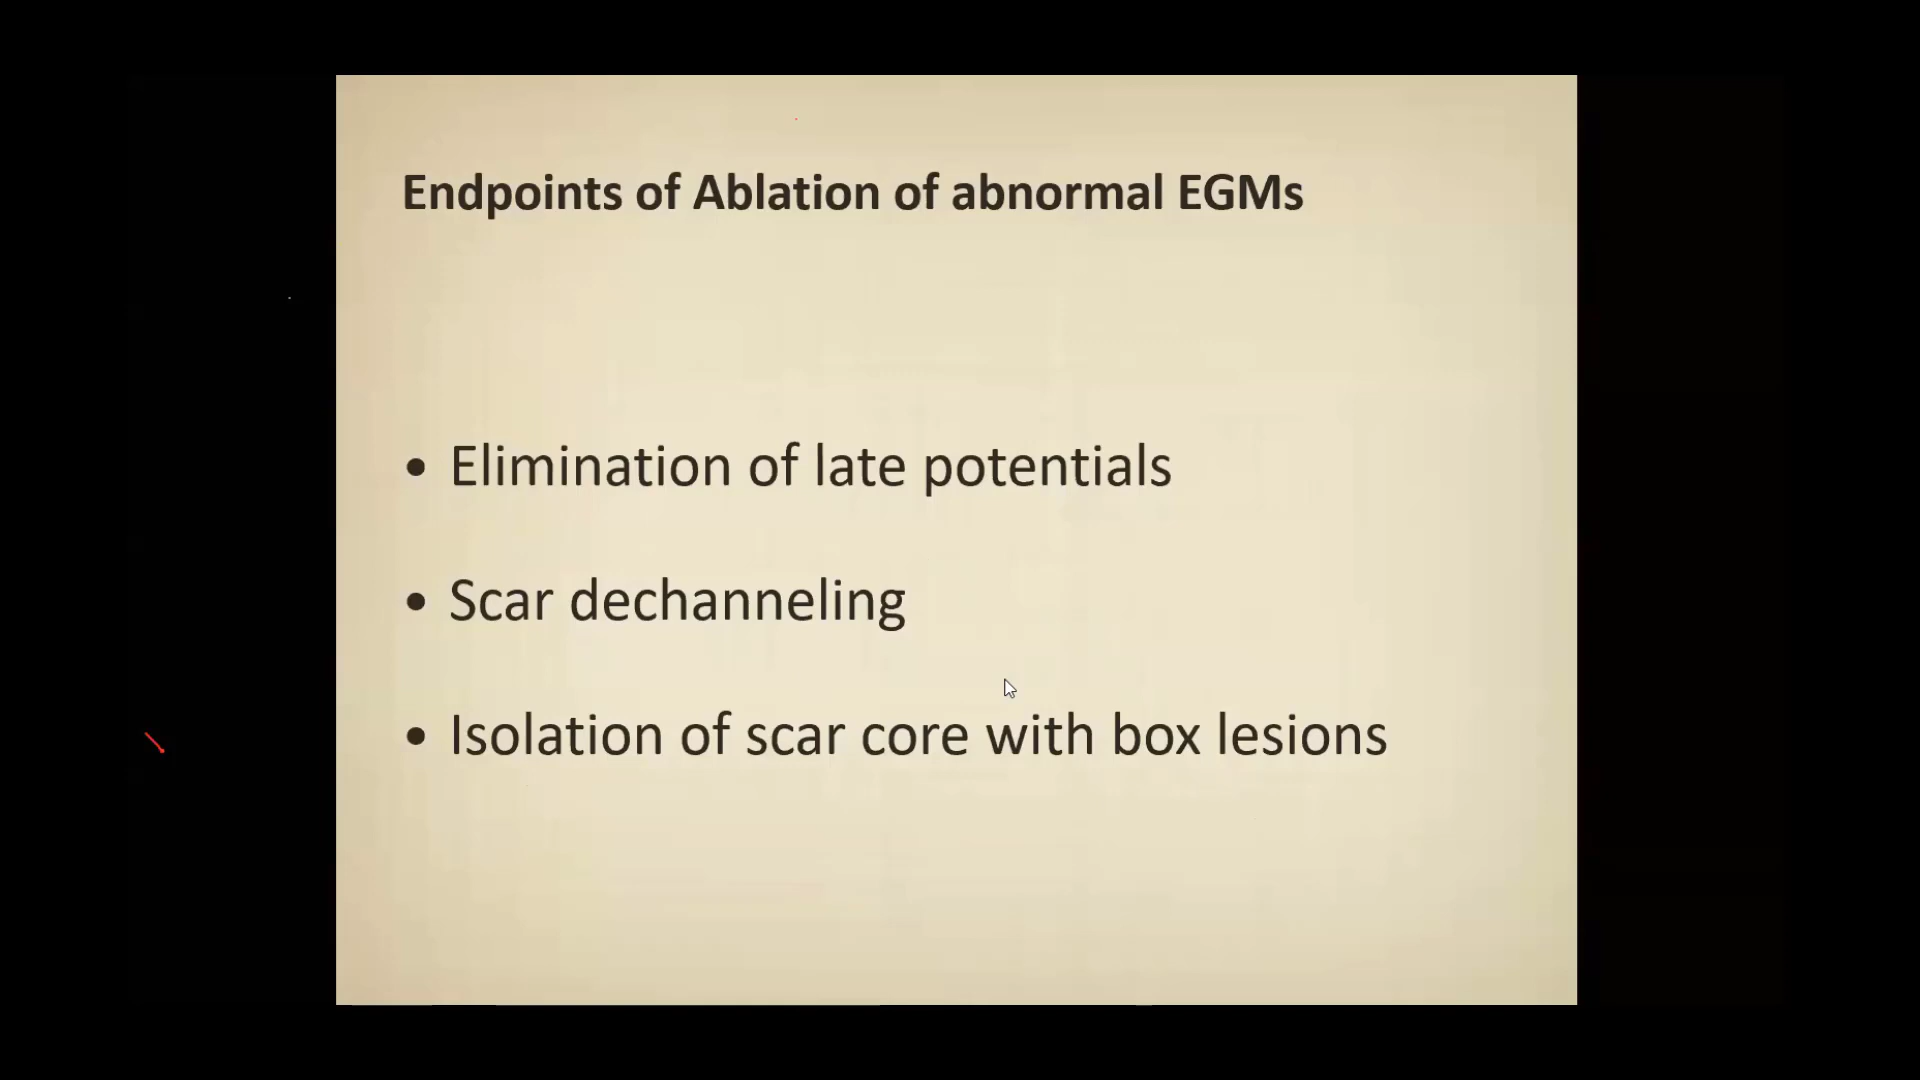 Endpoints of Ablation of abnormal EGMs
• Elimination of late potentials
• Scar dechanneling
• Isolation of scar core with box lesions